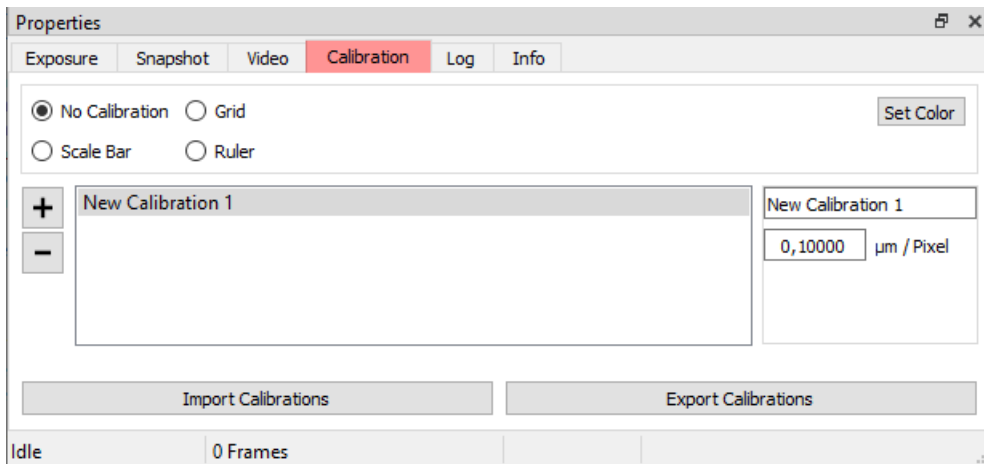 Properties
Exposure Snapshot Video Calibration Log Info
No Calibration Grid Set Color
Scale Bar Ruler
+ New Calibration 1 New Calibration 1
− 0,10000 µm / Pixel
Import Calibrations Export Calibrations
Idle 0 Frames